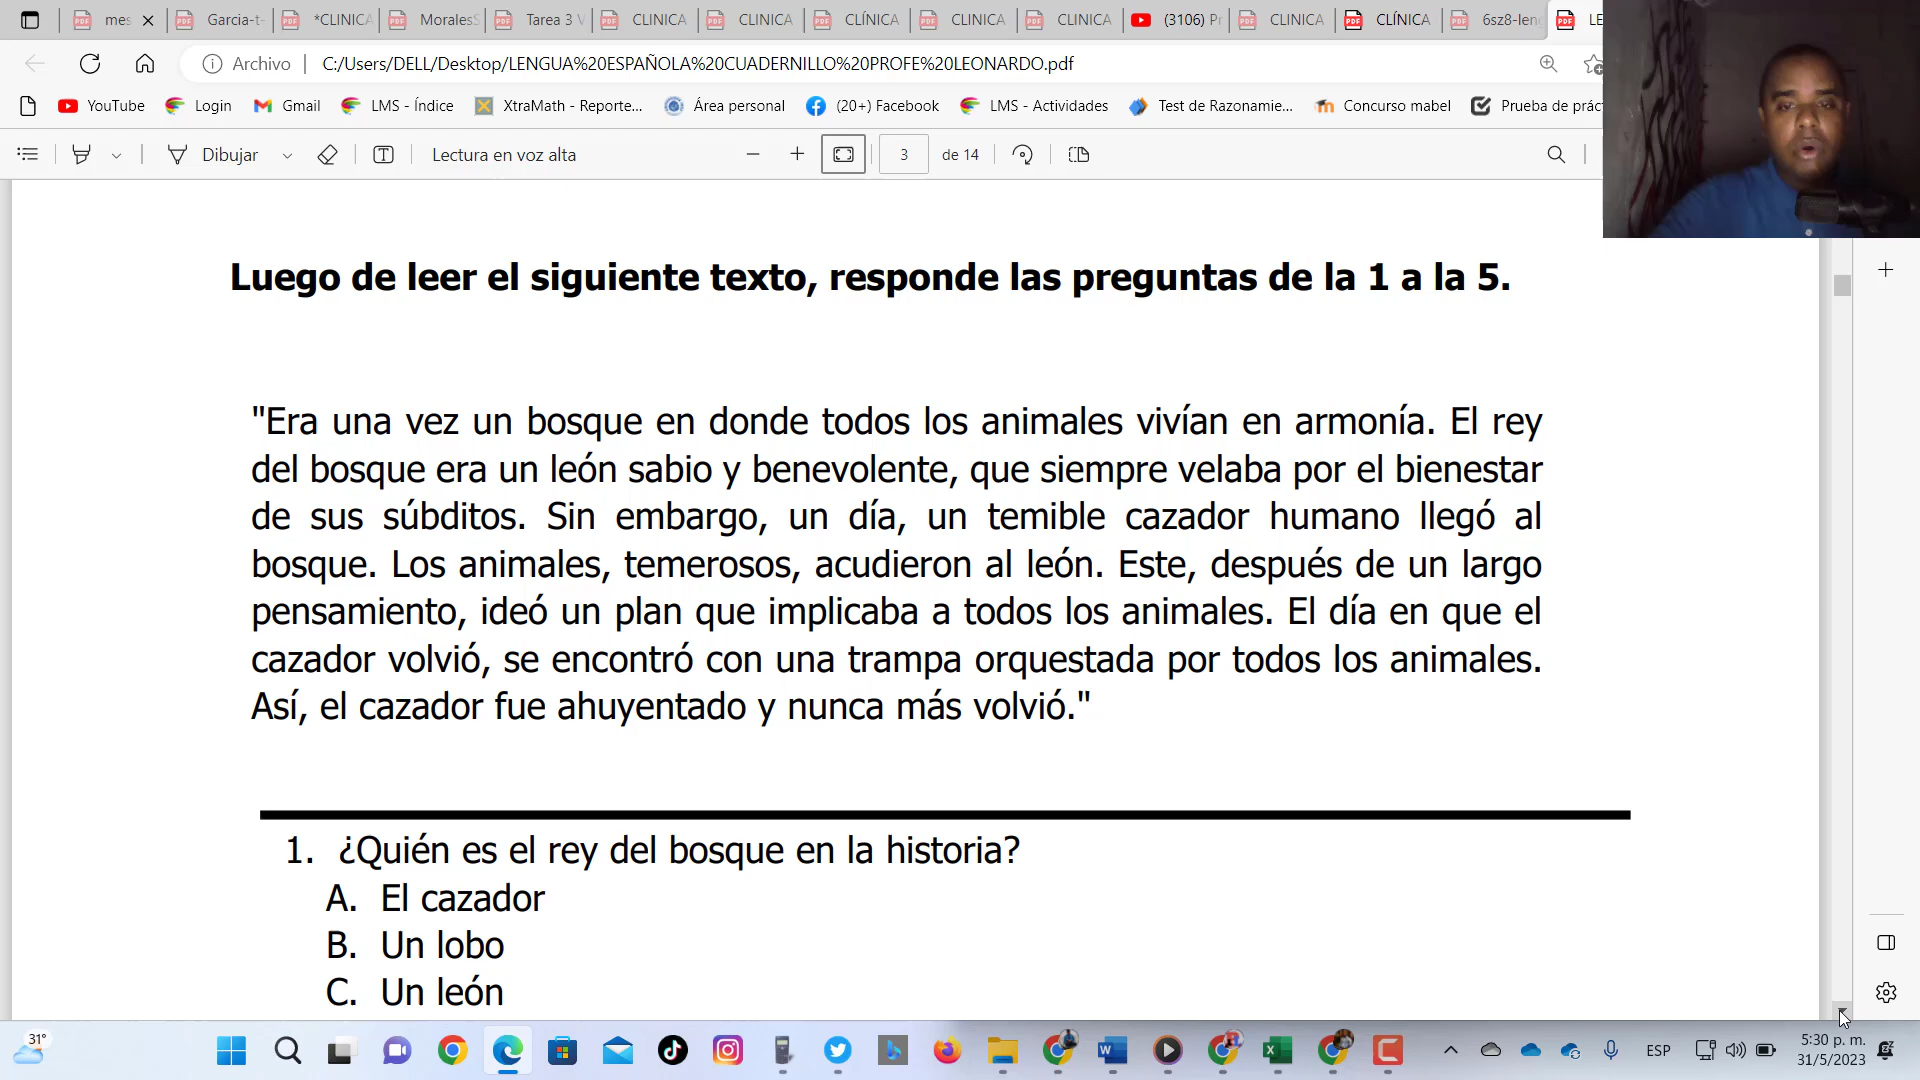 mes
Garcia-t-
*CLINICA
MoralesS
Tarea 3 V
CLINICA
CLINICA
CLÍNICA
CLINICA
CLINICA
(3106) Pr
CLINICA
CLÍNICA
6sz8-leng
LE
Archivo
C:/Users/DELL/Desktop/LENGUA%20ESPAÑOLA%20CUADERNILLO%20PROFE%20LEONARDO.pdf
YouTube
Login
Gmail
LMS - Índice
XtraMath - Reporte...
Área personal
(20+) Facebook
LMS - Actividades
Test de Razonamie...
Concurso mabel
Prueba de prác
Dibujar
Lectura en voz alta
3
de 14
Luego de leer el siguiente texto, responde las preguntas de la 1 a la 5.
"Era una vez un bosque en donde todos los animales vivían en armonía. El rey
del bosque era un león sabio y benevolente, que siempre velaba por el bienestar
de sus súbditos. Sin embargo, un día, un temible cazador humano llegó al
bosque. Los animales, temerosos, acudieron al león. Este, después de un largo
pensamiento, ideó un plan que implicaba a todos los animales. El día en que el
cazador volvió, se encontró con una trampa orquestada por todos los animales.
Así, el cazador fue ahuyentado y nunca más volvió."
1. ¿Quién es el rey del bosque en la historia?
A. El cazador
B. Un lobo
C. Un león
31°
ESP
5:30 p. m.
31/5/2023